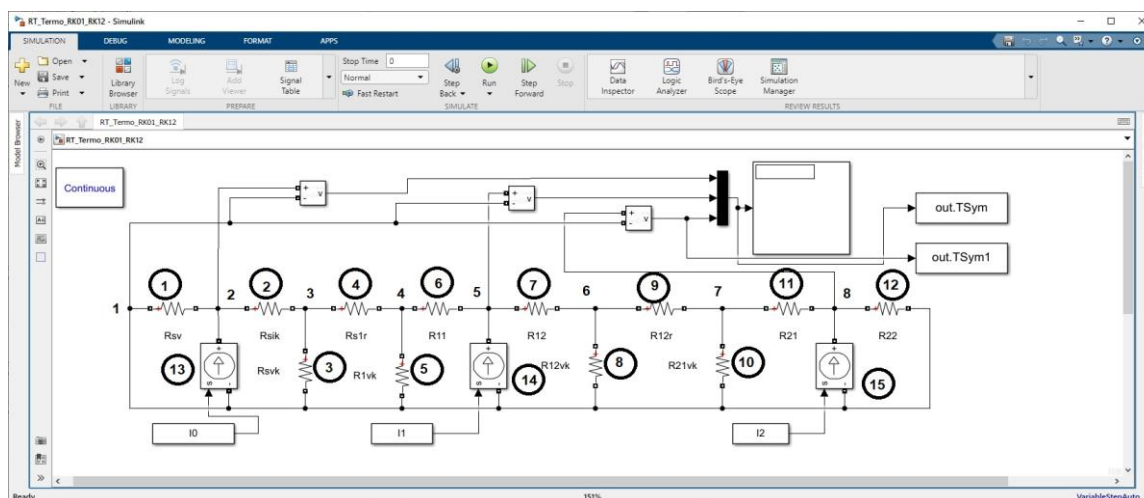 RT_Termo_RK01_RK12 - Simulink
SIMULATION DEBUG MODELING FORMAT APPS
New
Open
Save
Print
FILE
Library Browser
LIBRARY
Log Signals
Add Viewer
Signal Table
PREPARE
Stop Time 0
Normal
Fast Restart
Step Back
Run
Step Forward
Stop
SIMULATE
Data Inspector
Logic Analyzer
Bird's-Eye Scope
Simulation Manager
REVIEW RESULTS
Model Browser
RT_Termo_RK01_RK12
RT_Termo_RK01_RK12
Continuous
+ - v
+ - v
+ - v
out.TSym
out.TSym1
1 2 4 6 7 9 11 12
1 2 3 4 5 6 7 8
Rsv Rsik Rs1r R11 R12 R12r R21 R22
13 Rsvk 3 R1vk 5 14 R12vk 8 R21vk 10 15
s + -
s + -
s + -
I0 I1 I2
Ready 151% VariableStepAuto